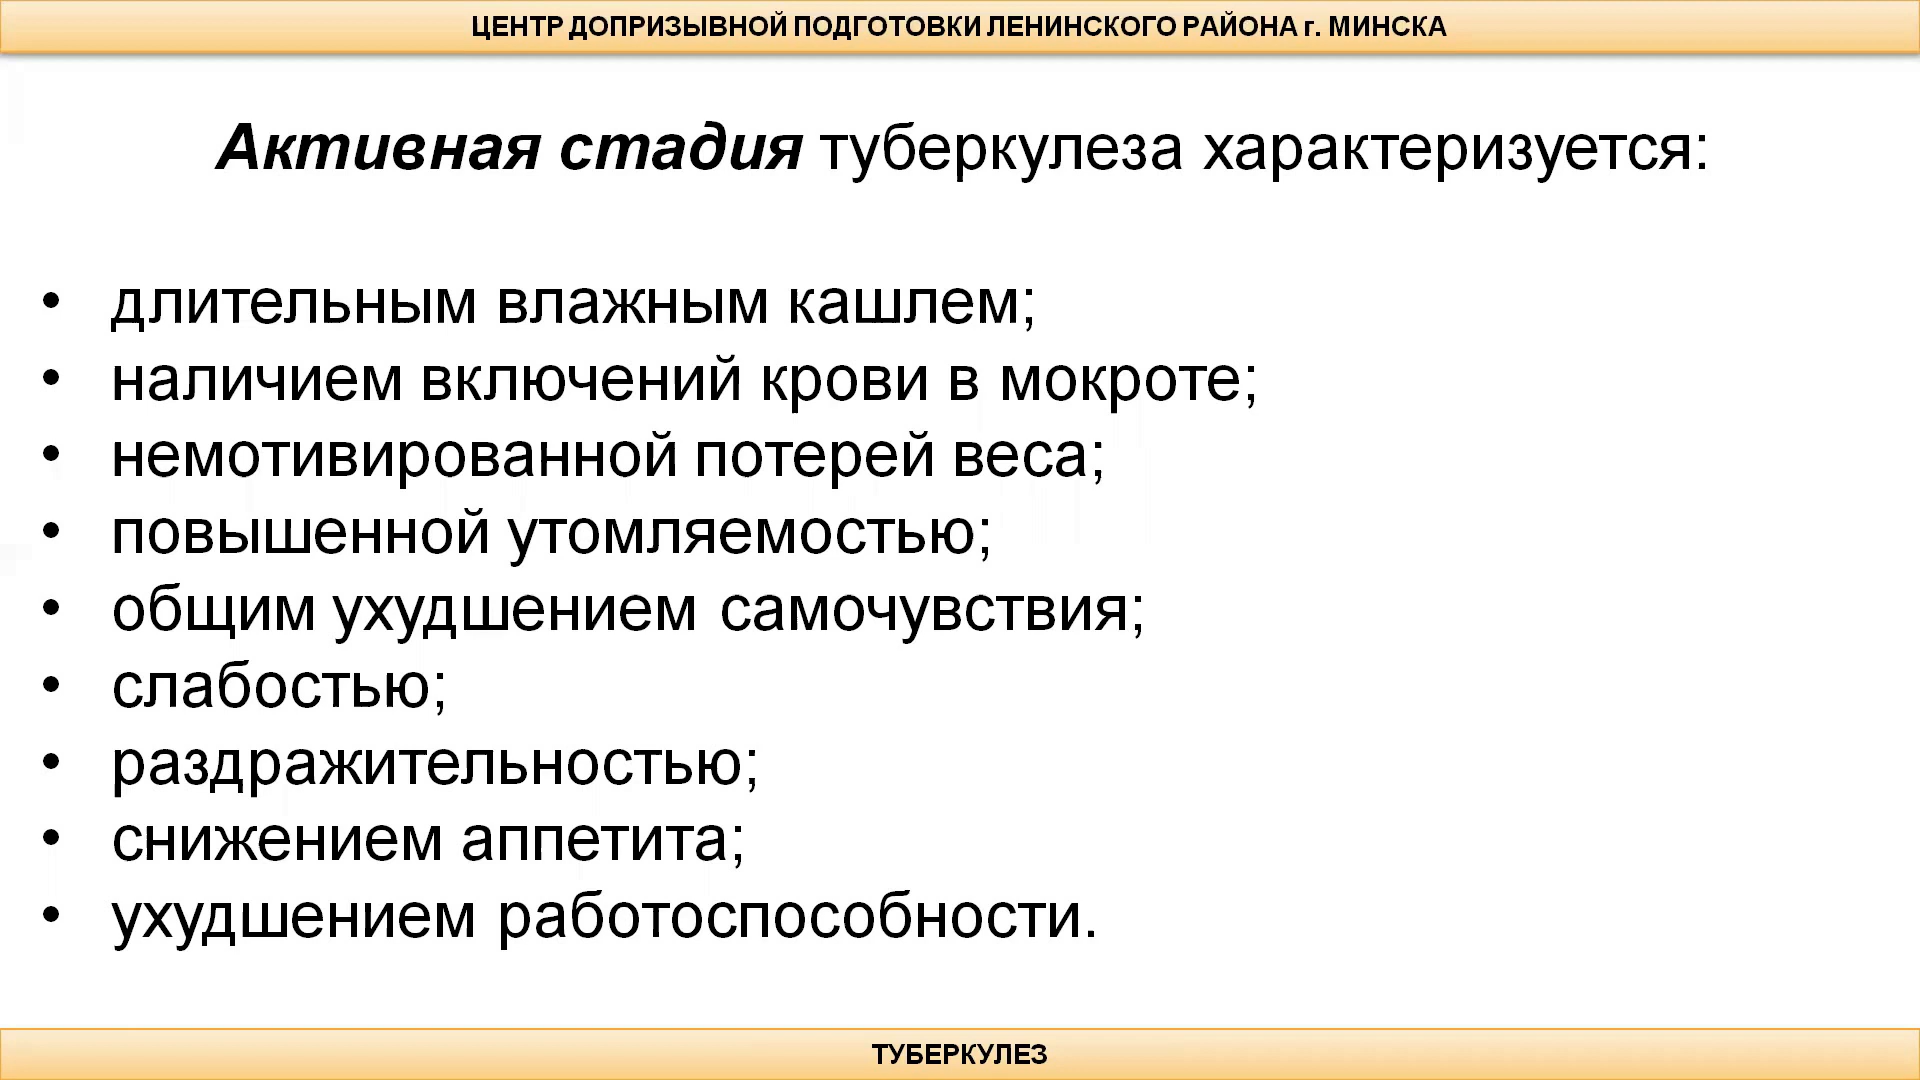 ЦЕНТР ДОПРИЗЫВНОЙ ПОДГОТОВКИ ЛЕНИНСКОГО РАЙОНА г. МИНСКА
Активная стадия туберкулеза характеризуется:
• длительным влажным кашлем;
• наличием включений крови в мокроте;
• немотивированной потерей веса;
• повышенной утомляемостью;
• общим ухудшением самочувствия;
• слабостью;
• раздражительностью;
• снижением аппетита;
• ухудшением работоспособности.
ТУБЕРКУЛЕЗ